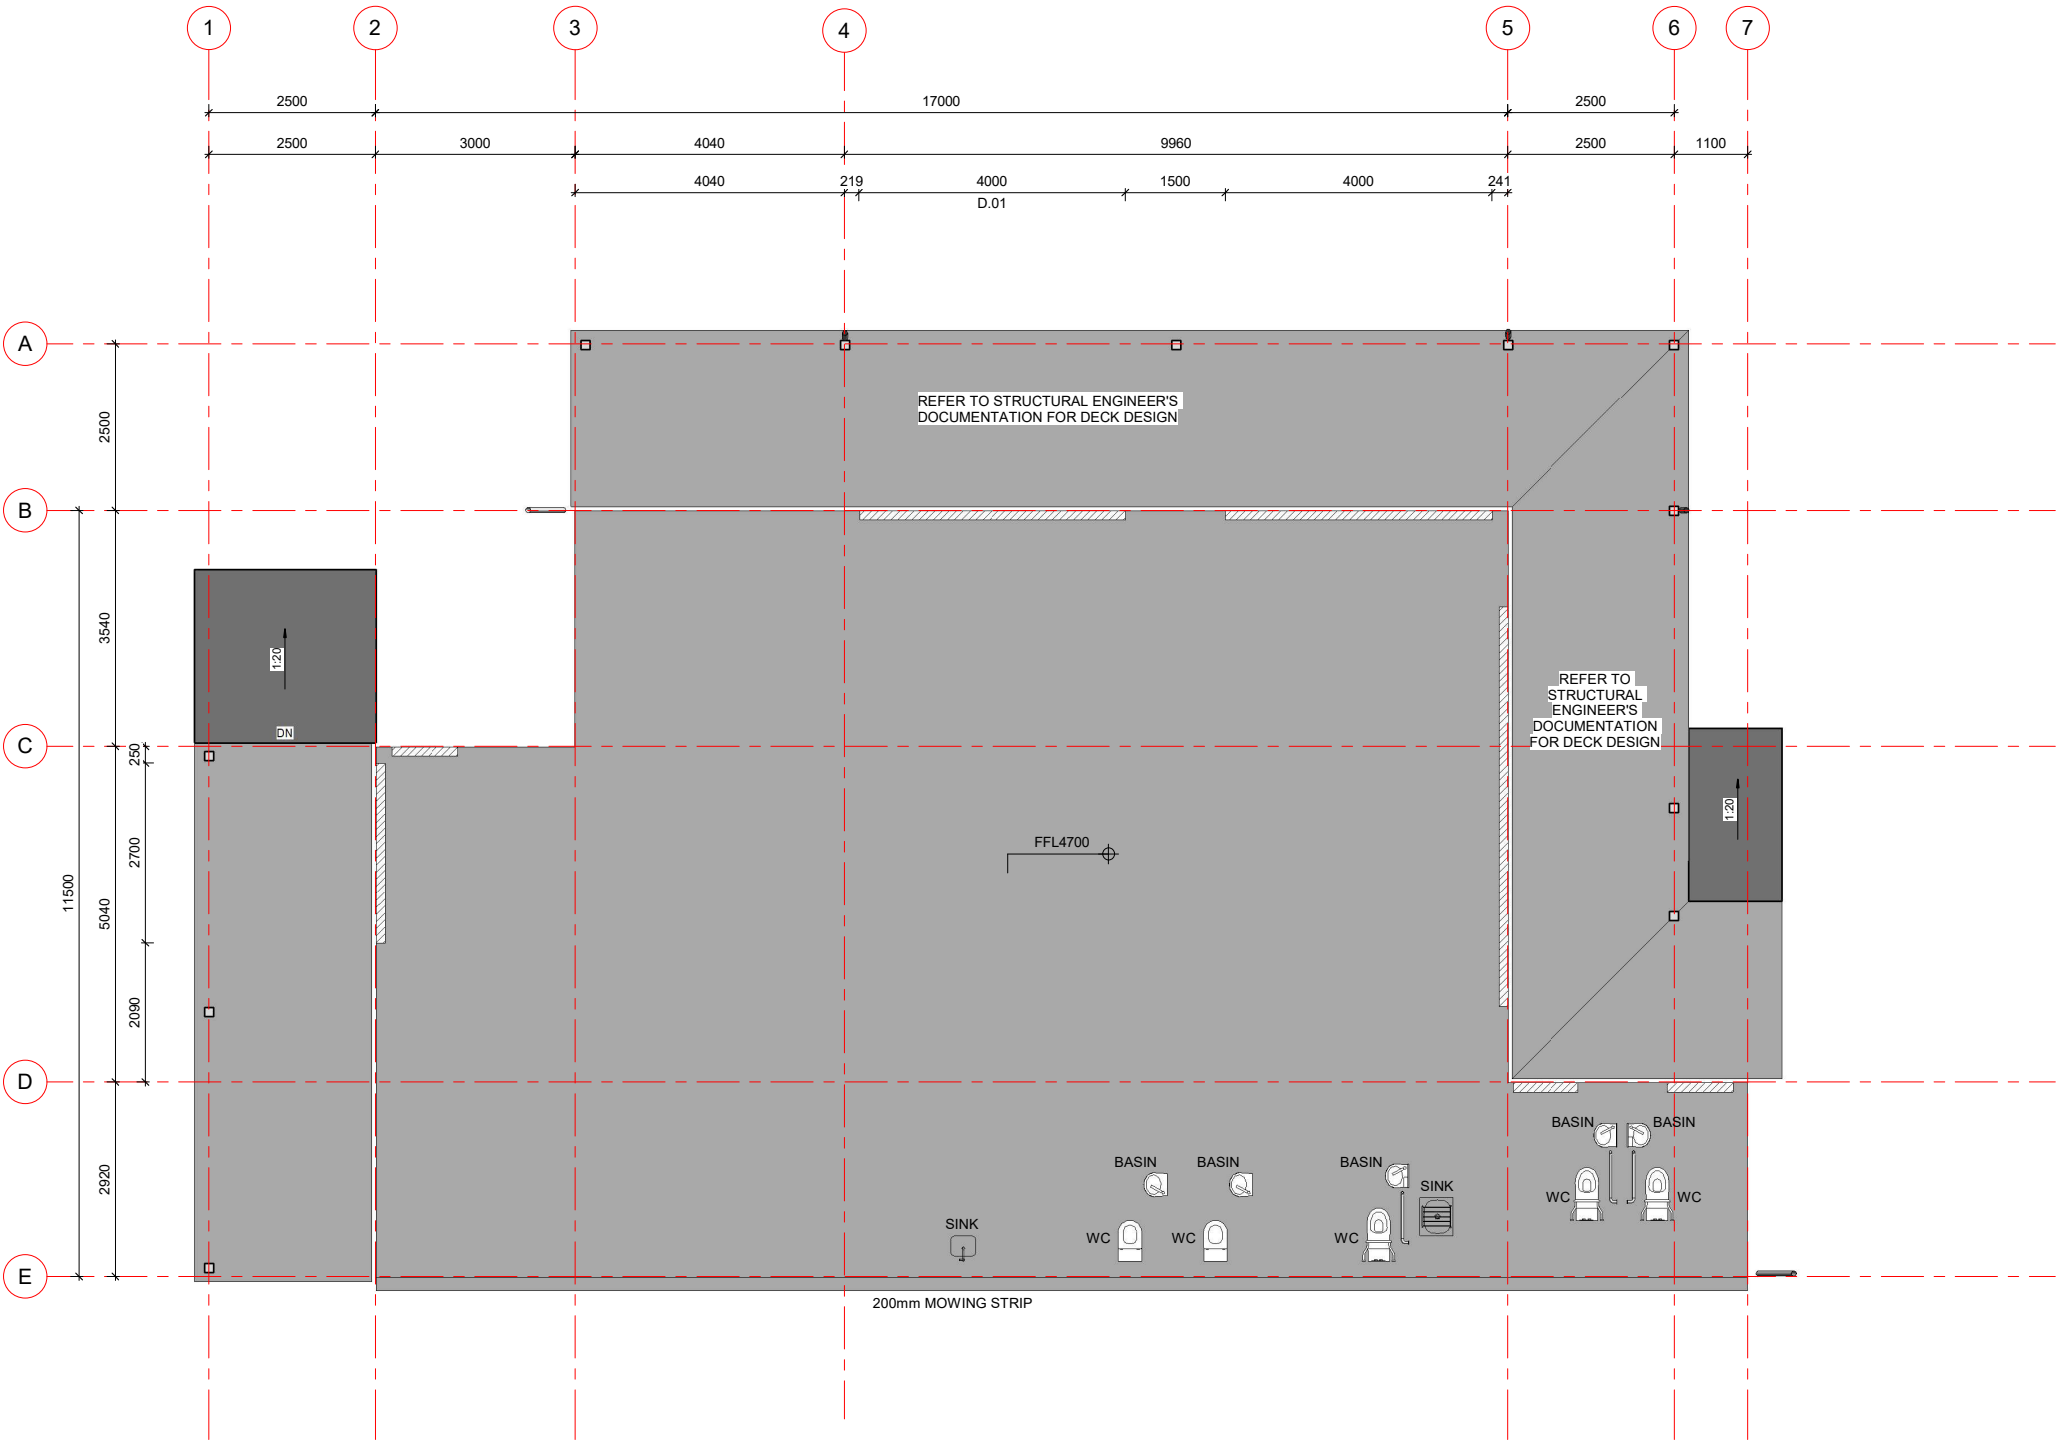 1 2 3 4 5 6 7
2500 17000 2500
2500 3000 4040 9960 2500 1100
4040 219 4000 1500 4000 241
D.01
A
REFER TO STRUCTURAL ENGINEER'S
DOCUMENTATION FOR DECK DESIGN
2500
B
3540
1:20
DN
REFER TO
STRUCTURAL
ENGINEER'S
DOCUMENTATION
FOR DECK DESIGN
C
250
1:20
FFL4700
2700
11500
5040
2090
D
BASIN BASIN
BASIN BASIN BASIN
SINK
WC WC
2920
SINK
WC WC WC
E
200mm MOWING STRIP